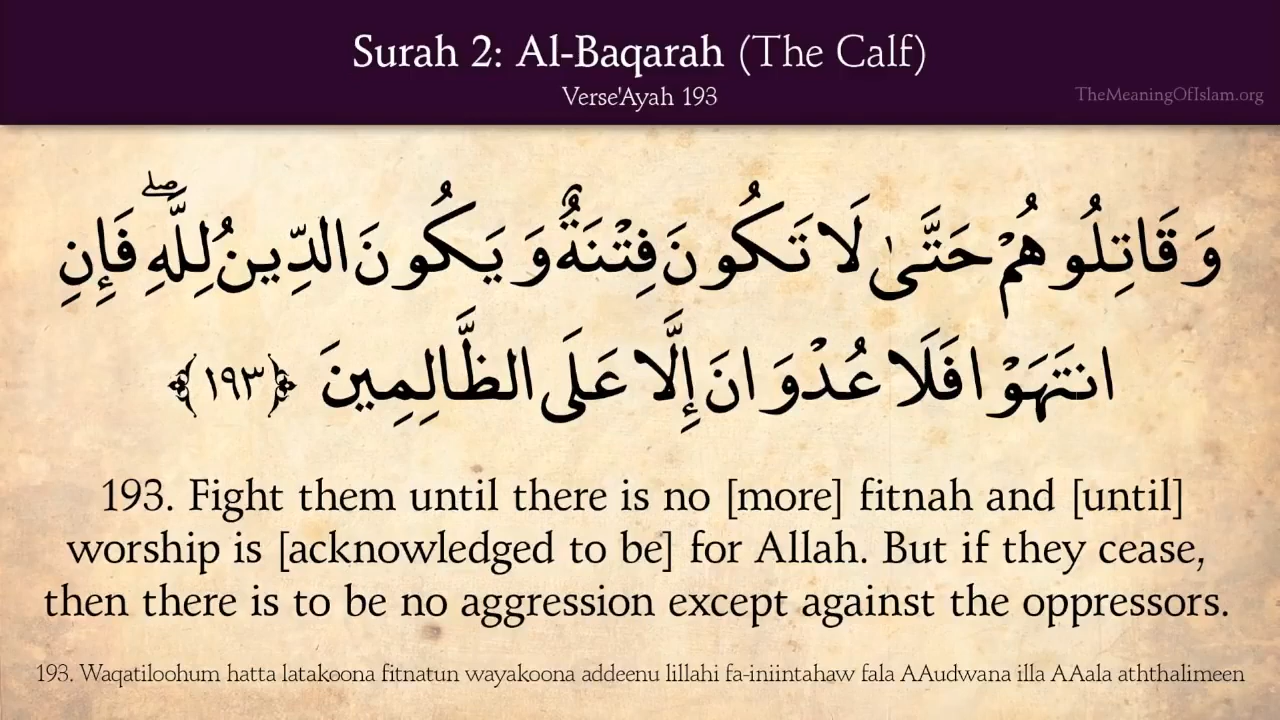 Surah 2: Al-Baqarah (The Calf)
Verse'Ayah 193
TheMeaningOfIslam.org
وَقَاتِلُوهُمْ حَتَّىٰ لَا تَكُونَ فِتْنَةٌ وَيَكُونَ الدِّينُ لِلَّهِ ۖ فَإِنِ
انتَهَوْا فَلَا عُدْوَانَ إِلَّا عَلَى الظَّالِمِينَ ﴿١٩٣﴾
193. Fight them until there is no [more] fitnah and [until]
worship is [acknowledged to be] for Allah. But if they cease,
then there is to be no aggression except against the oppressors.
193. Waqatiloohum hatta latakoona fitnatun wayakoona addeenu lillahi fa-iniintahaw fala AAudwana illa AAala aththalimeen